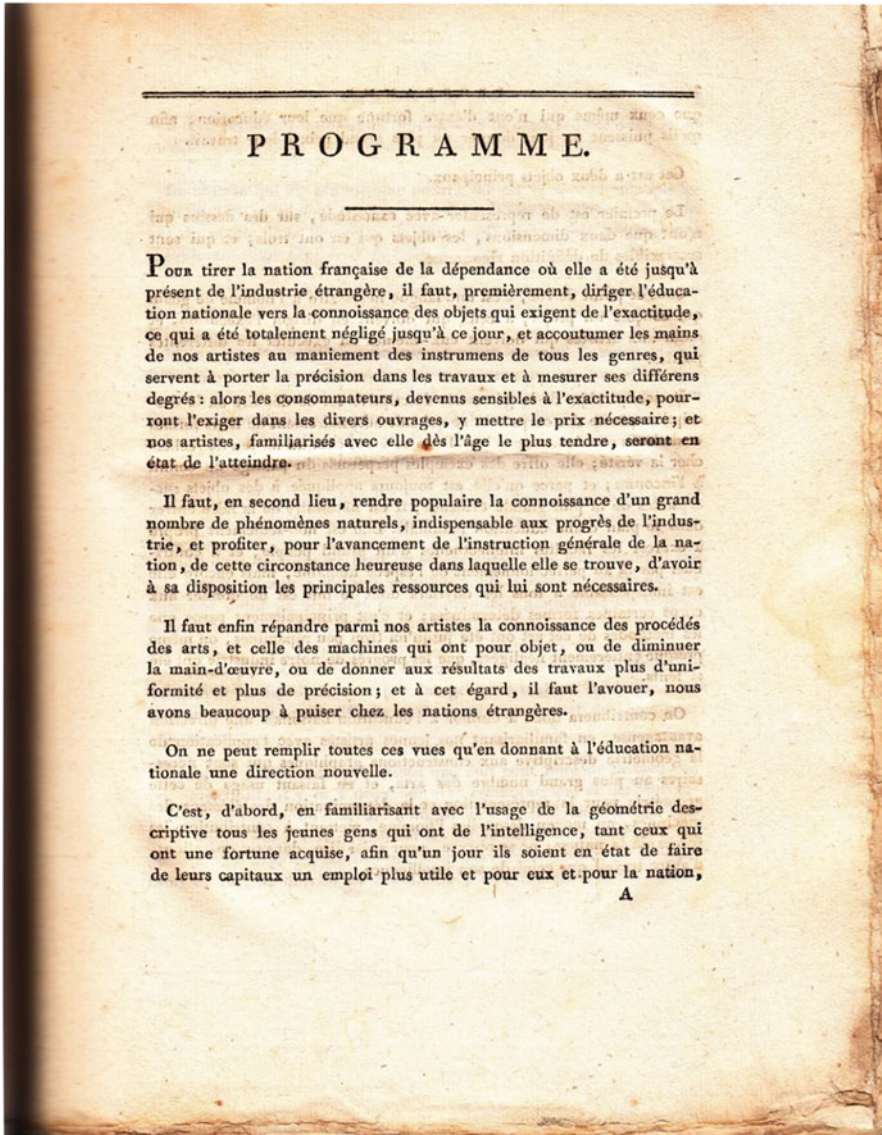 PROGRAMME.
Pour tirer la nation française de la dépendance où elle a été jusqu'à
présent de l'industrie étrangère, il faut, premièrement, diriger l'éduca-
tion nationale vers la connoissance des objets qui exigent de l'exactitude,
ce qui a été totalement négligé jusqu'à ce jour, et accoutumer les mains
de nos artistes au maniement des instrumens de tous les genres, qui
servent à porter la précision dans les travaux et à mesurer ses différens
degrés : alors les consommateurs, devenus sensibles à l'exactitude, pour-
ront l'exiger dans les divers ouvrages, y mettre le prix nécessaire; et
nos artistes, familiarisés avec elle dès l'âge le plus tendre, seront en
état de l'atteindre.
Il faut, en second lieu, rendre populaire la connoissance d'un grand
nombre de phénomènes naturels, indispensable aux progrès de l'indus-
trie, et profiter, pour l'avancement de l'instruction générale de la na-
tion, de cette circonstance heureuse dans laquelle elle se trouve, d'avoir
à sa disposition les principales ressources qui lui sont nécessaires.
Il faut enfin répandre parmi nos artistes la connoissance des procédés
des arts, et celle des machines qui ont pour objet, ou de diminuer
la main-d'œuvre, ou de donner aux résultats des travaux plus d'uni-
formité et plus de précision; et à cet égard, il faut l'avouer, nous
avons beaucoup à puiser chez les nations étrangères.
On ne peut remplir toutes ces vues qu'en donnant à l'éducation na-
tionale une direction nouvelle.
C'est, d'abord, en familiarisant avec l'usage de la géométrie des-
criptive tous les jeunes gens qui ont de l'intelligence, tant ceux qui
ont une fortune acquise, afin qu'un jour ils soient en état de faire
de leurs capitaux un emploi plus utile et pour eux et pour la nation,
A